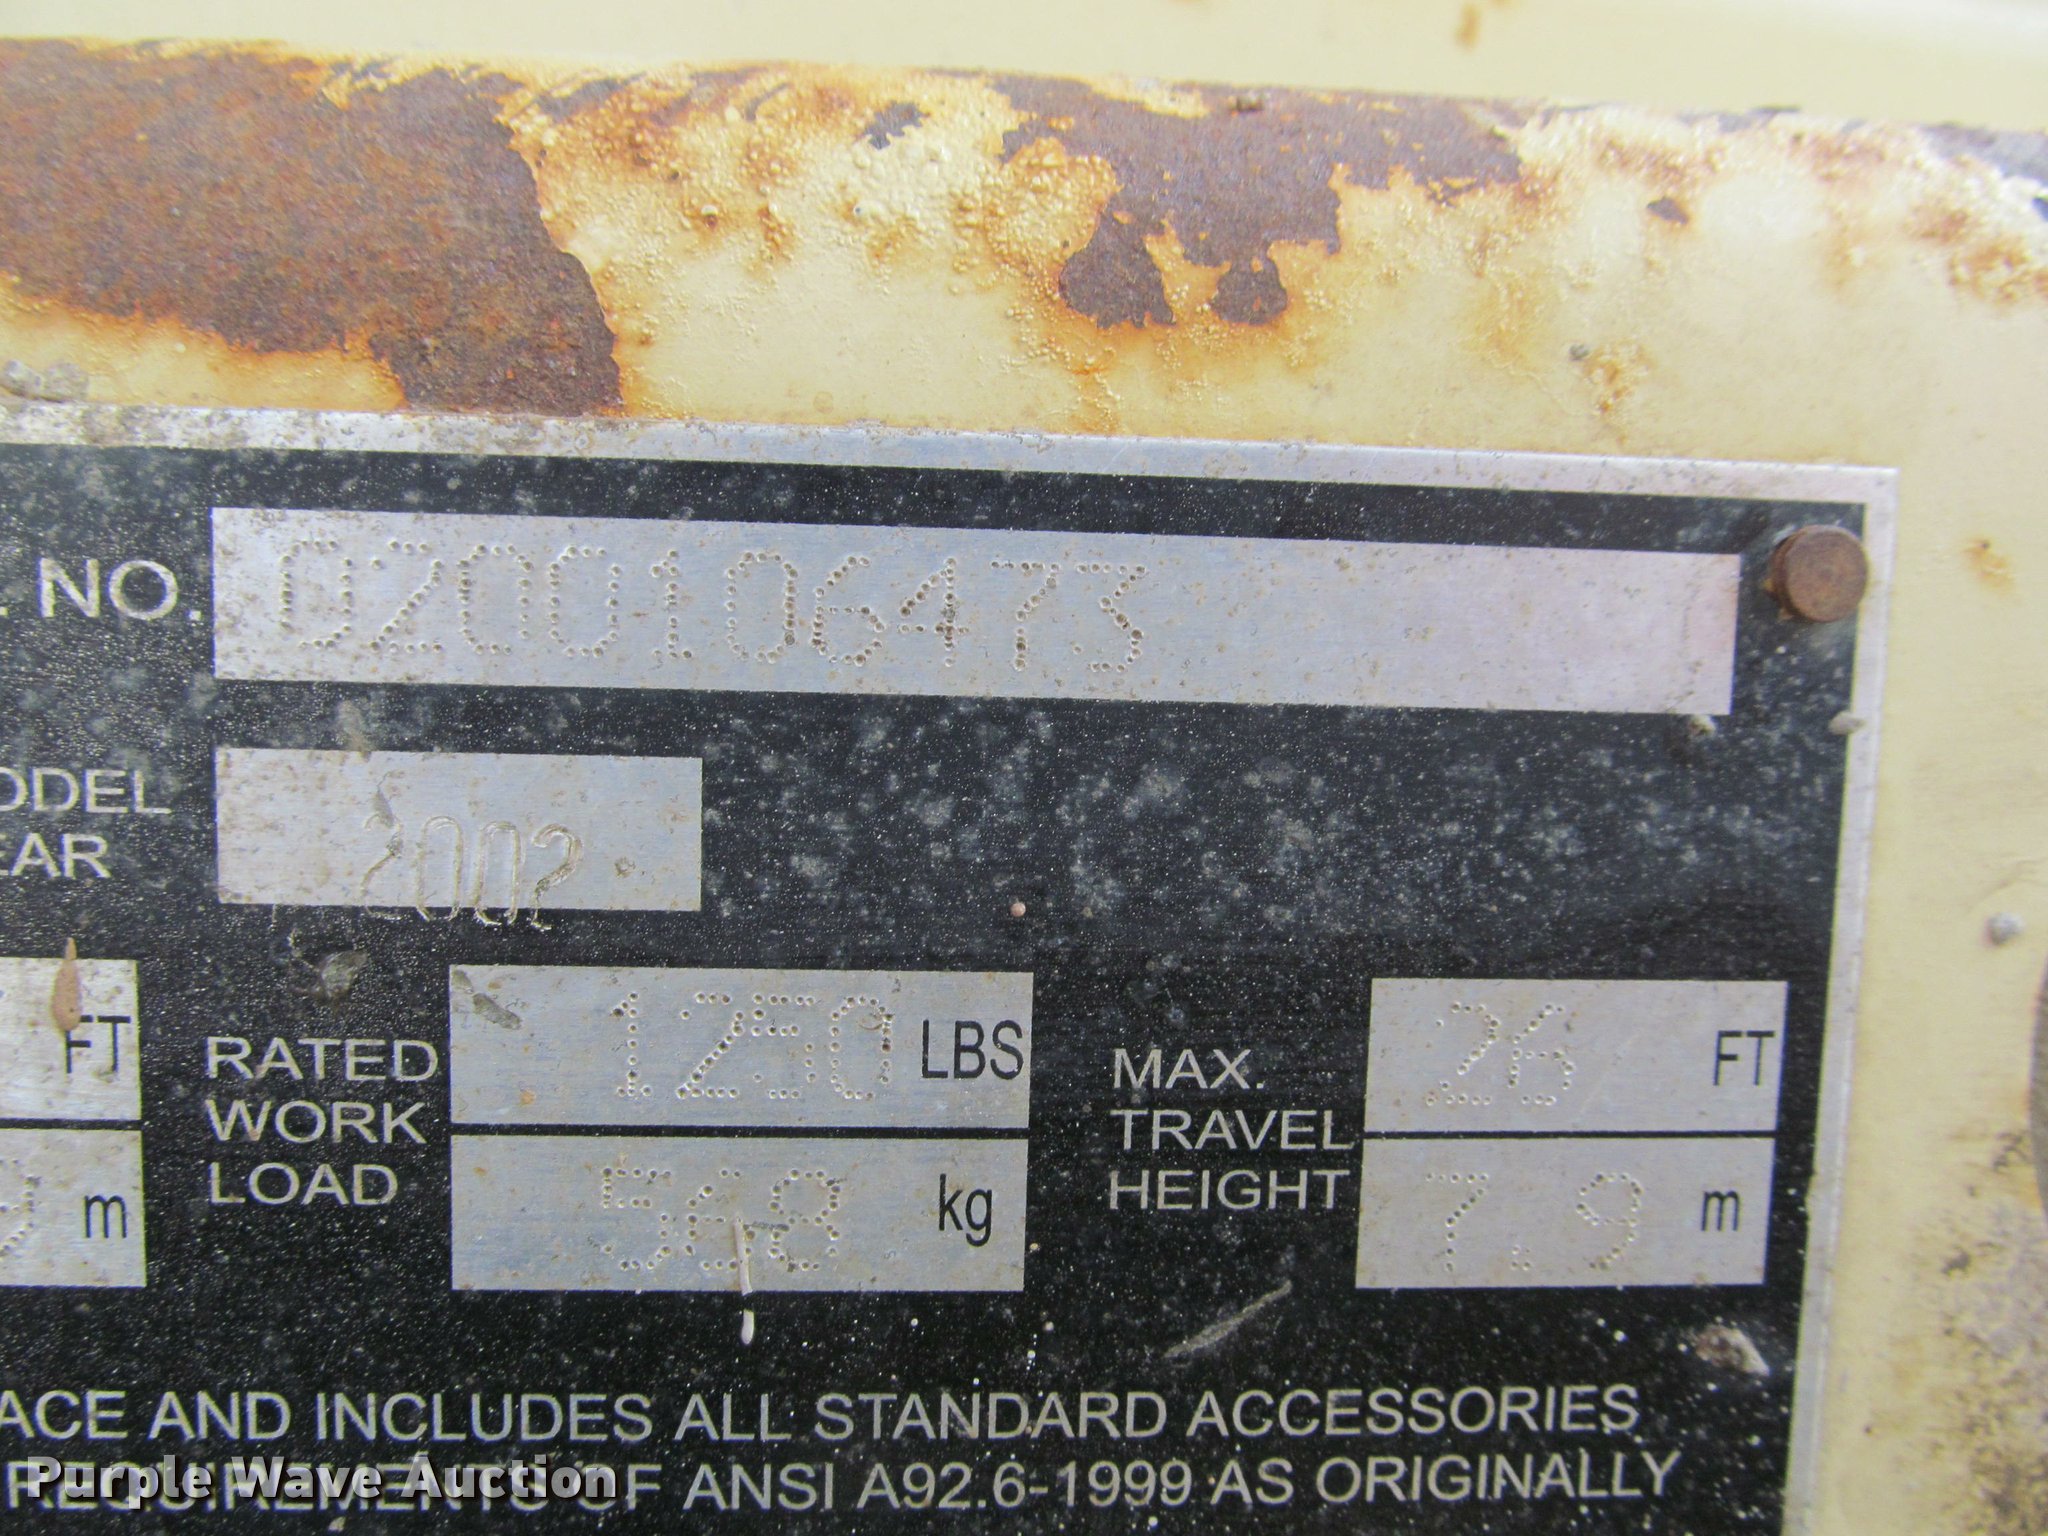 . NO. 0200106473
ODEL
EAR 2002
FT
RATED
WORK
LOAD
1250 LBS
MAX.
TRAVEL
HEIGHT
26 FT
m
568 kg
7.9 m
ACE AND INCLUDES ALL STANDARD ACCESSORIES
REQUIREMENTS OF ANSI A92.6-1999 AS ORIGINALLY
Purple Wave Auction